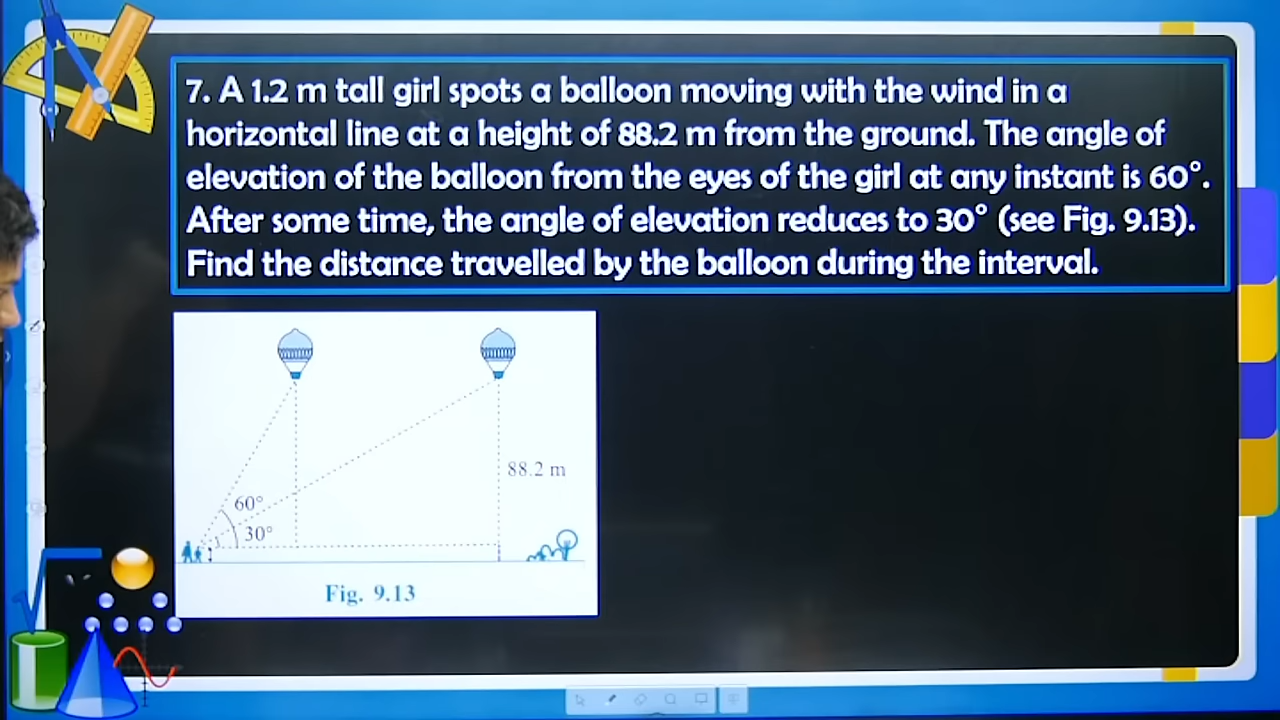 7. A 1.2 m tall girl spots a balloon moving with the wind in a
horizontal line at a height of 88.2 m from the ground. The angle of
elevation of the balloon from the eyes of the girl at any instant is 60°.
After some time, the angle of elevation reduces to 30° (see Fig. 9.13).
Find the distance travelled by the balloon during the interval.
88.2 m
60°
30°
Fig. 9.13